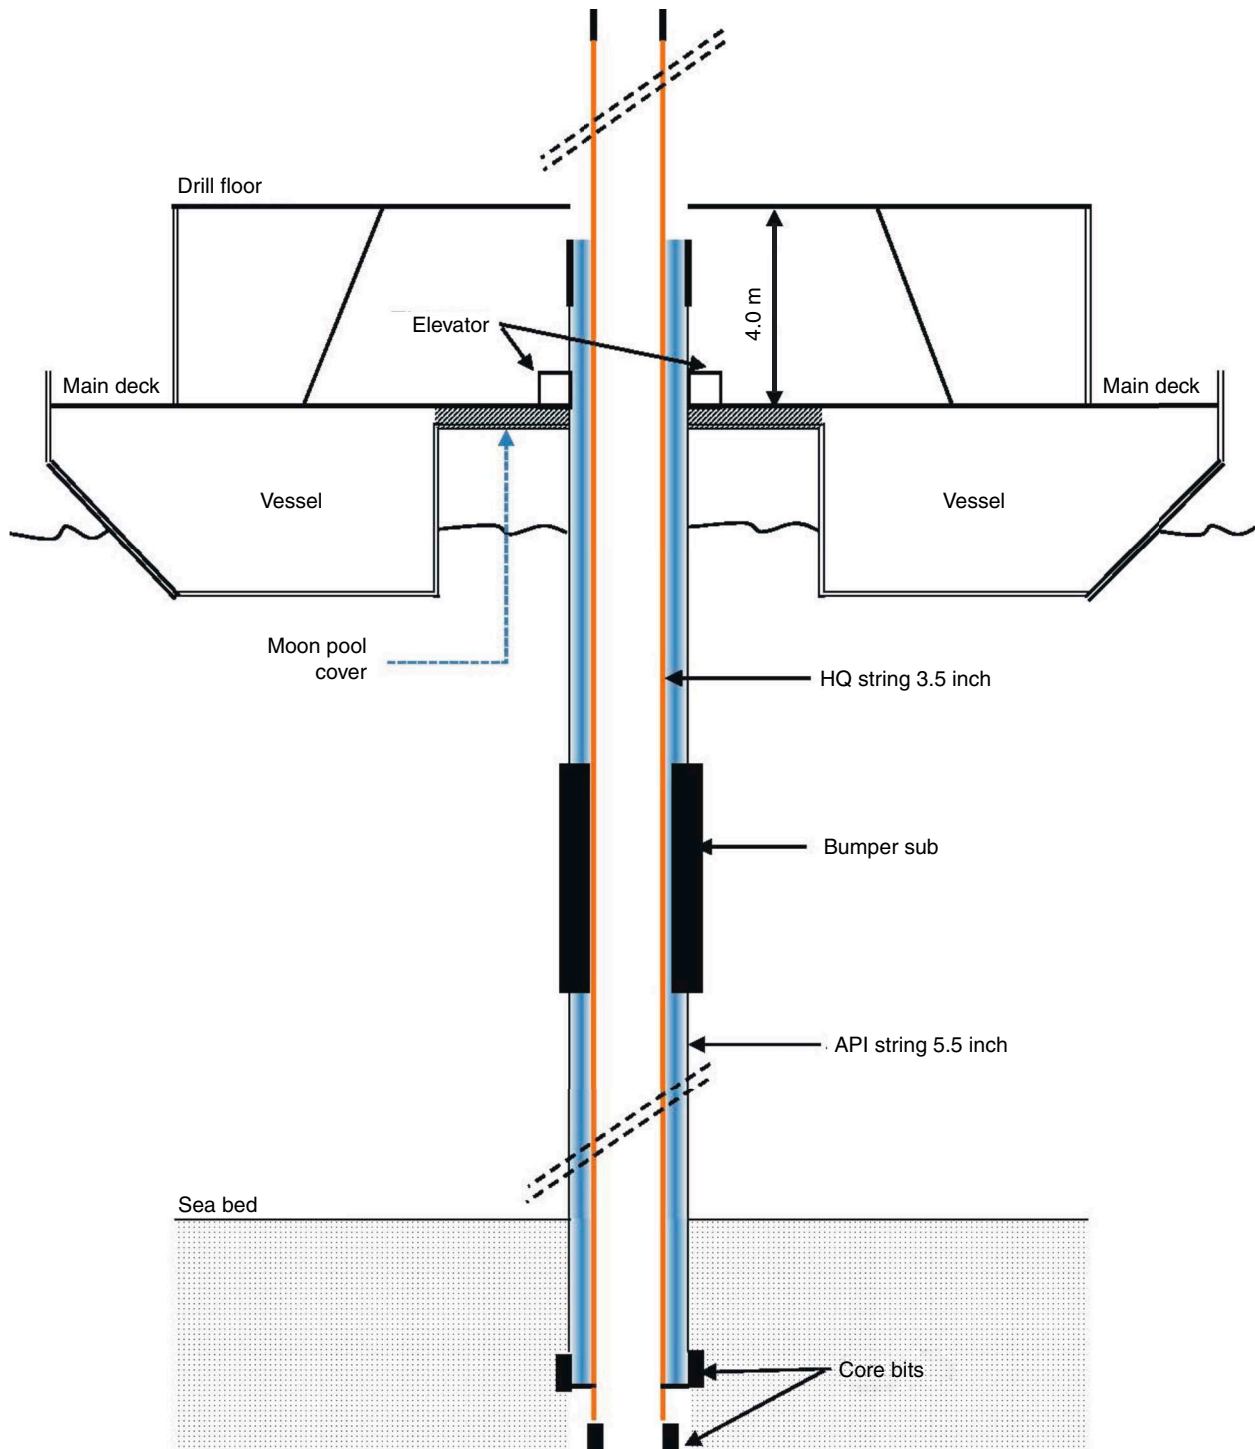 Drill floor
4.0 m
Elevator
Main deck
Main deck
Vessel
Vessel
Moon pool
cover
HQ string 3.5 inch
Bumper sub
API string 5.5 inch
Sea bed
Core bits